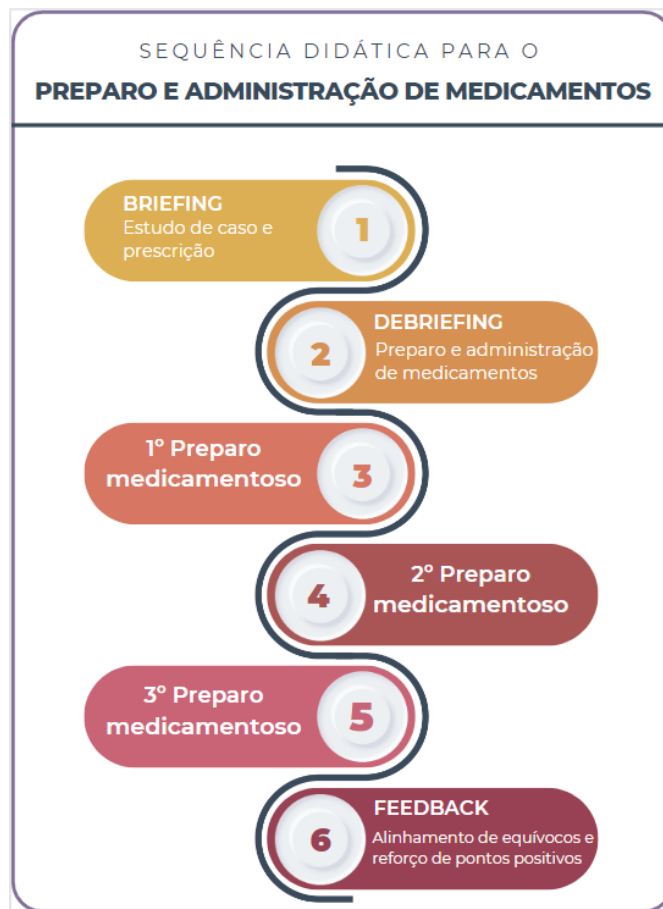 SEQUÊNCIA DIDÁTICA PARA O
PREPARO E ADMINISTRAÇÃO DE MEDICAMENTOS
BRIEFING
Estudo de caso e
prescrição
1
DEBRIEFING
Preparo e administração
de medicamentos
2
1º Preparo
medicamentoso
3
2º Preparo
medicamentoso
4
3º Preparo
medicamentoso
5
FEEDBACK
Alinhamento de equívocos e
reforço de pontos positivos
6